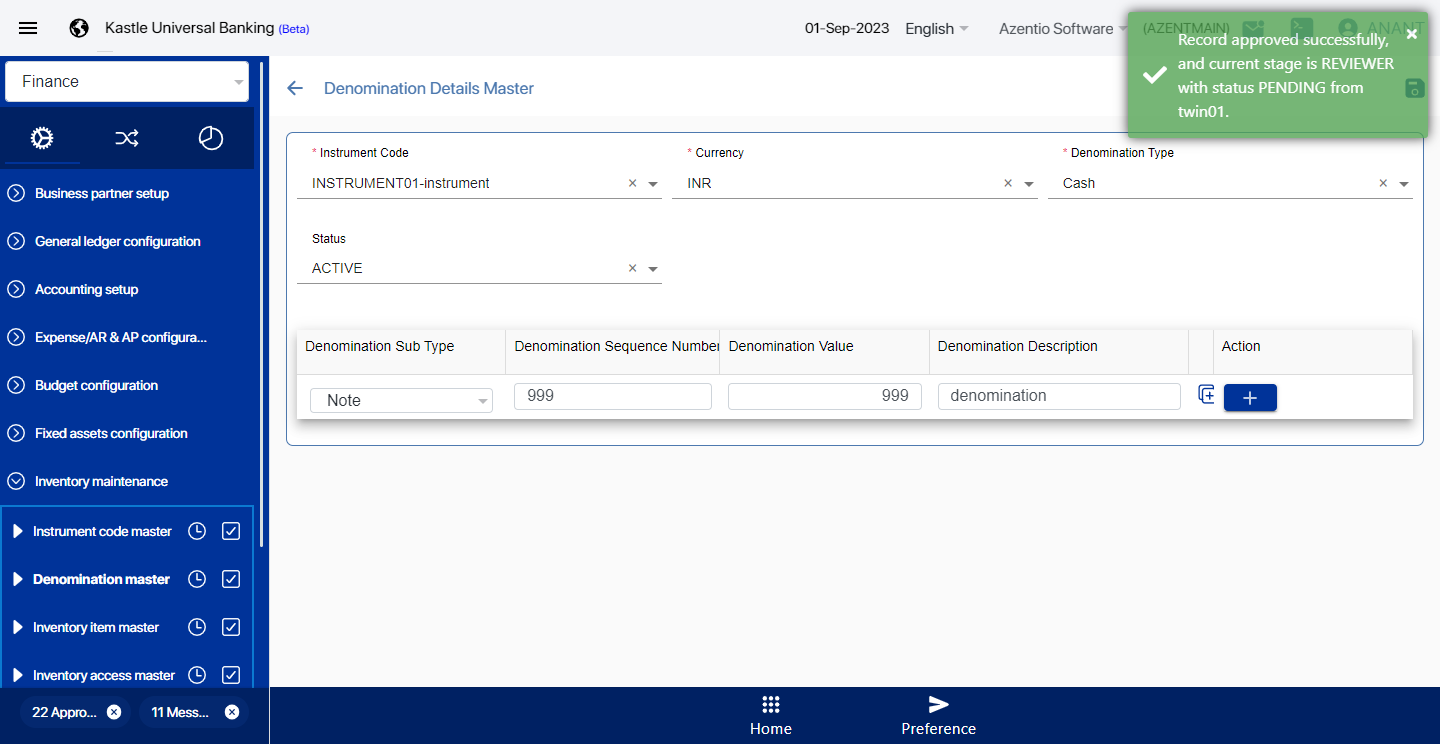 Kastle Universal Banking (Beta)
01-Sep-2023
English
Azentio Software
(AZENTMAIN)
ANANT
Record approved successfully,
and current stage is REVIEWER
with status PENDING from
twin01.
Finance
Business partner setup
General ledger configuration
Accounting setup
Expense/AR & AP configura...
Budget configuration
Fixed assets configuration
Inventory maintenance
Instrument code master
Denomination master
Inventory item master
Inventory access master
22 Appro...
11 Mess...
Denomination Details Master
* Instrument Code
INSTRUMENT01-instrument
* Currency
INR
* Denomination Type
Cash
Status
ACTIVE
Denomination Sub Type Denomination Sequence Number Denomination Value Denomination Description Action
Note 999 999 denomination
Home
Preference